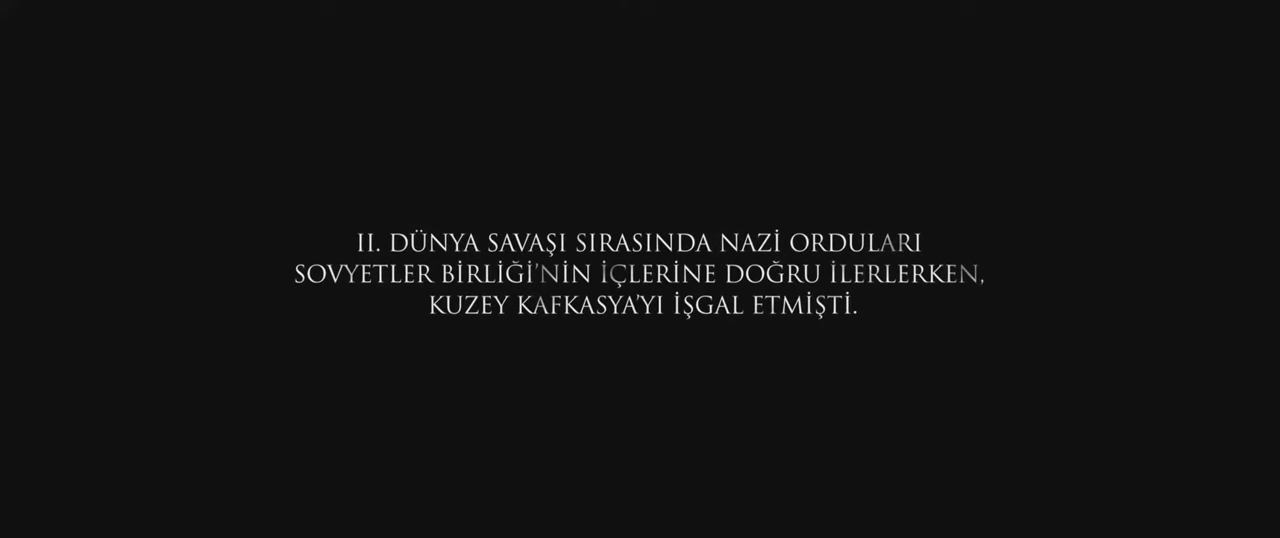 II. DÜNYA SAVAŞI SIRASINDA NAZİ ORDULARI
SOVYETLER BİRLİĞİ'NİN İÇLERİNE DOĞRU İLERLERKEN,
KUZEY KAFKASYA'YI İŞGAL ETMİŞTİ.